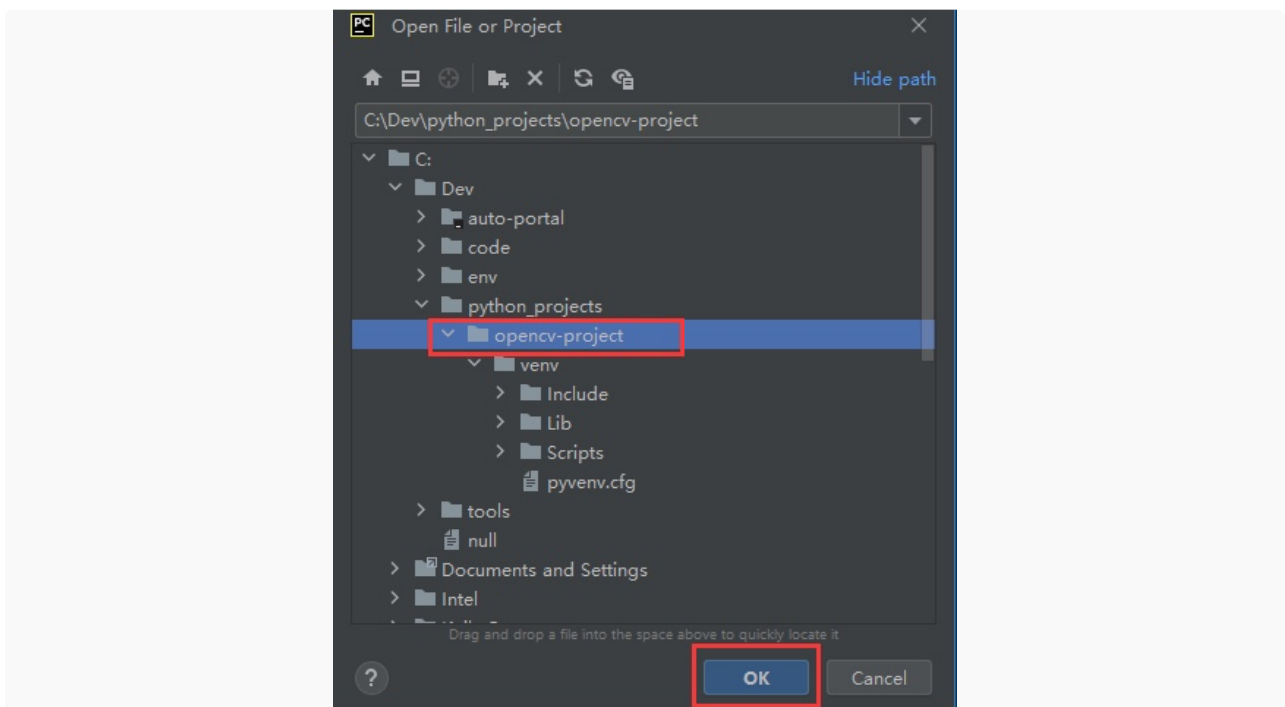 PC Open File or Project
Hide path
C:\Dev\python_projects\opencv-project
C:
Dev
auto-portal
code
env
python_projects
opencv-project
venv
Include
Lib
Scripts
pyvenv.cfg
tools
null
Documents and Settings
Intel
Drag and drop a file into the space above to quickly locate it
? OK Cancel